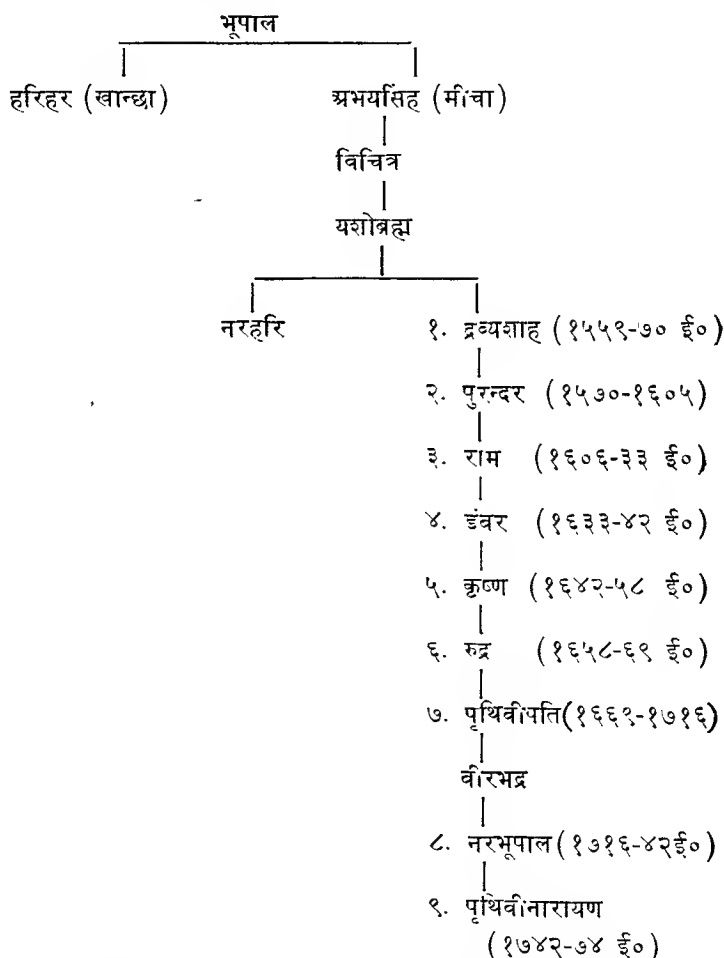 भूपाल
हरिहर (खान्छा) अभयसिंह (मीचा)
विचित्र
यशोब्रह्म
नरहरि १. द्रव्यशाह (१५५९-७० ई०)
२. पुरन्दर (१५७०-१६०५)
३. राम (१६०६-३३ ई०)
४. डंबर (१६३३-४२ ई०)
५. कृष्ण (१६४२-५८ ई०)
६. रुद्र (१६५८-६९ ई०)
७. पृथिवीपति(१६६९-१७१६)
वीरभद्र
८. नरभूपाल(१७१६-४२ई०)
९. पृथिवीनारायण
(१७४२-७४ ई०)